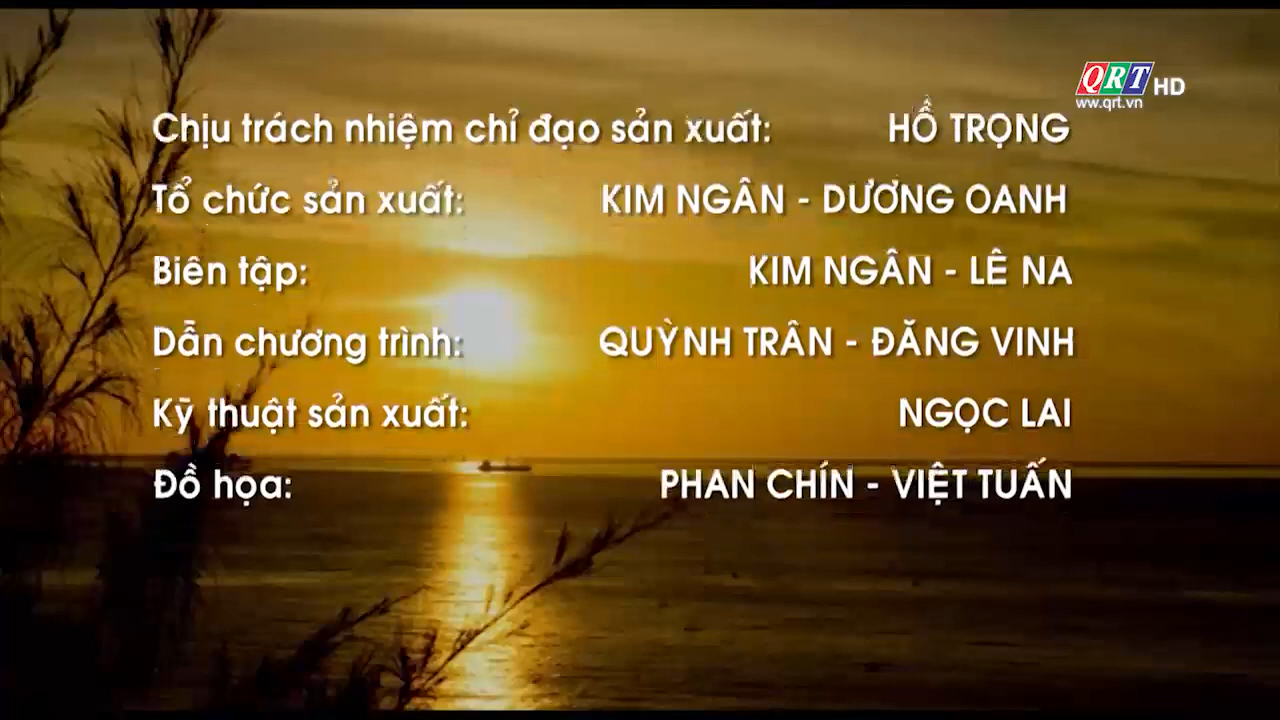 QRT HD
ww.qrt.vn
Chịu trách nhiệm chỉ đạo sản xuất: HỒ TRỌNG
Tổ chức sản xuất: KIM NGÂN - DƯƠNG OANH
Biên tập: KIM NGÂN - LÊ NA
Dẫn chương trình: QUỲNH TRÂN - ĐĂNG VINH
Kỹ thuật sản xuất: NGỌC LAI
Đồ họa: PHAN CHÍN - VIỆT TUẤN